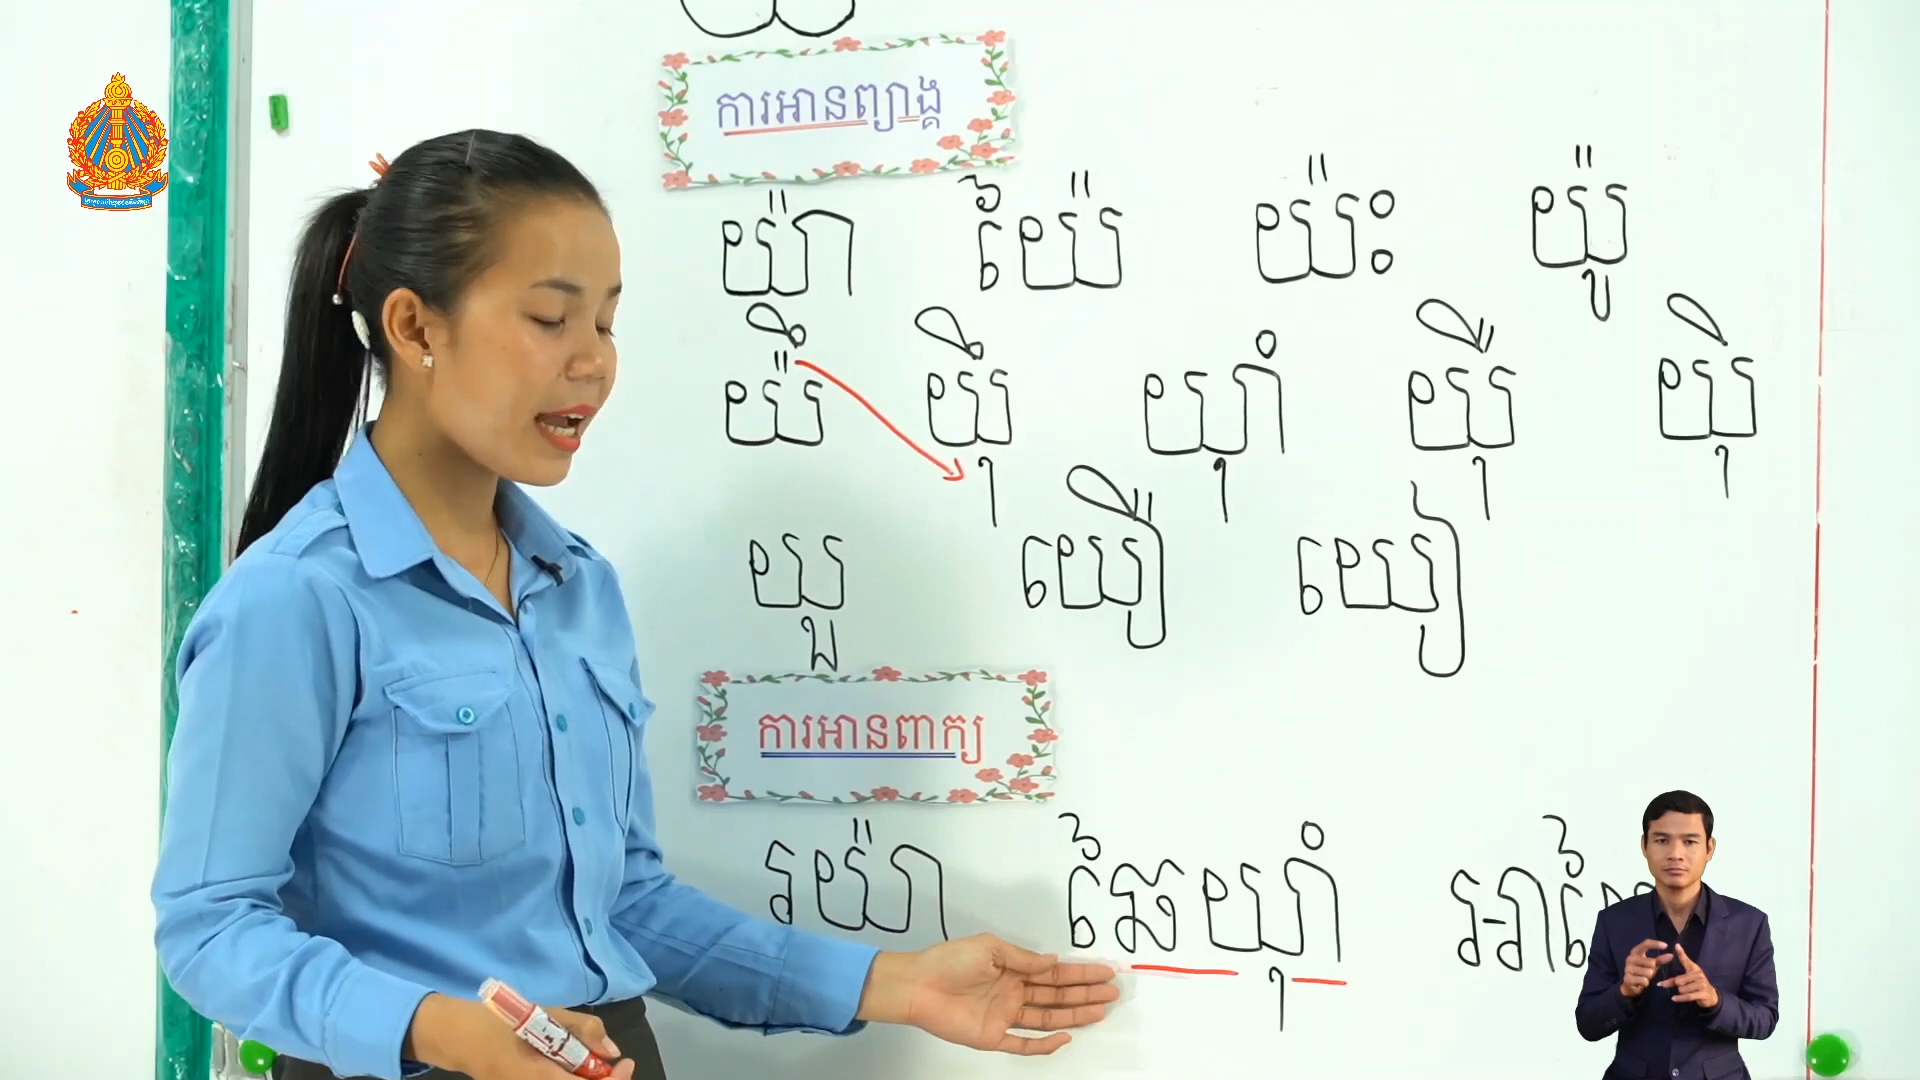 ការអានព្យាង្គ
យ៉ា យ៉ែ យ៉ះ យ៉ូ
យ៉ឹ យុឹ យុាំ យុឺ យុិ
យួ យឿ យៀ
ការអានពាក្យ
រយ៉ា ឆៃយុាំ